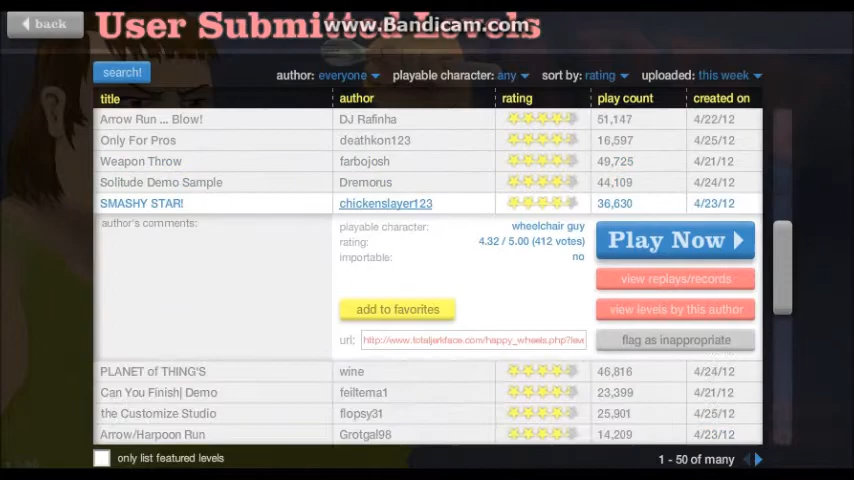 back
User Submitted Levels
www.Bandicam.com
search!
author: everyone playable character: any sort by: rating uploaded: this week
title author rating play count created on
Arrow Run ... Blow! DJ Rafinha 51,147 4/22/12
Only For Pros deathkon123 16,597 4/25/12
Weapon Throw farbojosh 49,725 4/21/12
Solitude Demo Sample Dremorus 44,109 4/24/12
SMASHY STAR! chickenslayer123 36,630 4/23/12
author's comments:
playable character: wheelchair guy
rating: 4.32 / 5.00 (412 votes)
importable: no
Play Now
view replays/records
add to favorites
view levels by this author
url: http://www.totaljerkface.com/happy_wheels.php?leve
flag as inappropriate
PLANET of THING'S wine 46,816 4/24/12
Can You Finish| Demo feiltema1 23,399 4/21/12
the Customize Studio flopsy31 25,901 4/25/12
Arrow/Harpoon Run Grotgal98 14,209 4/23/12
only list featured levels
1 - 50 of many